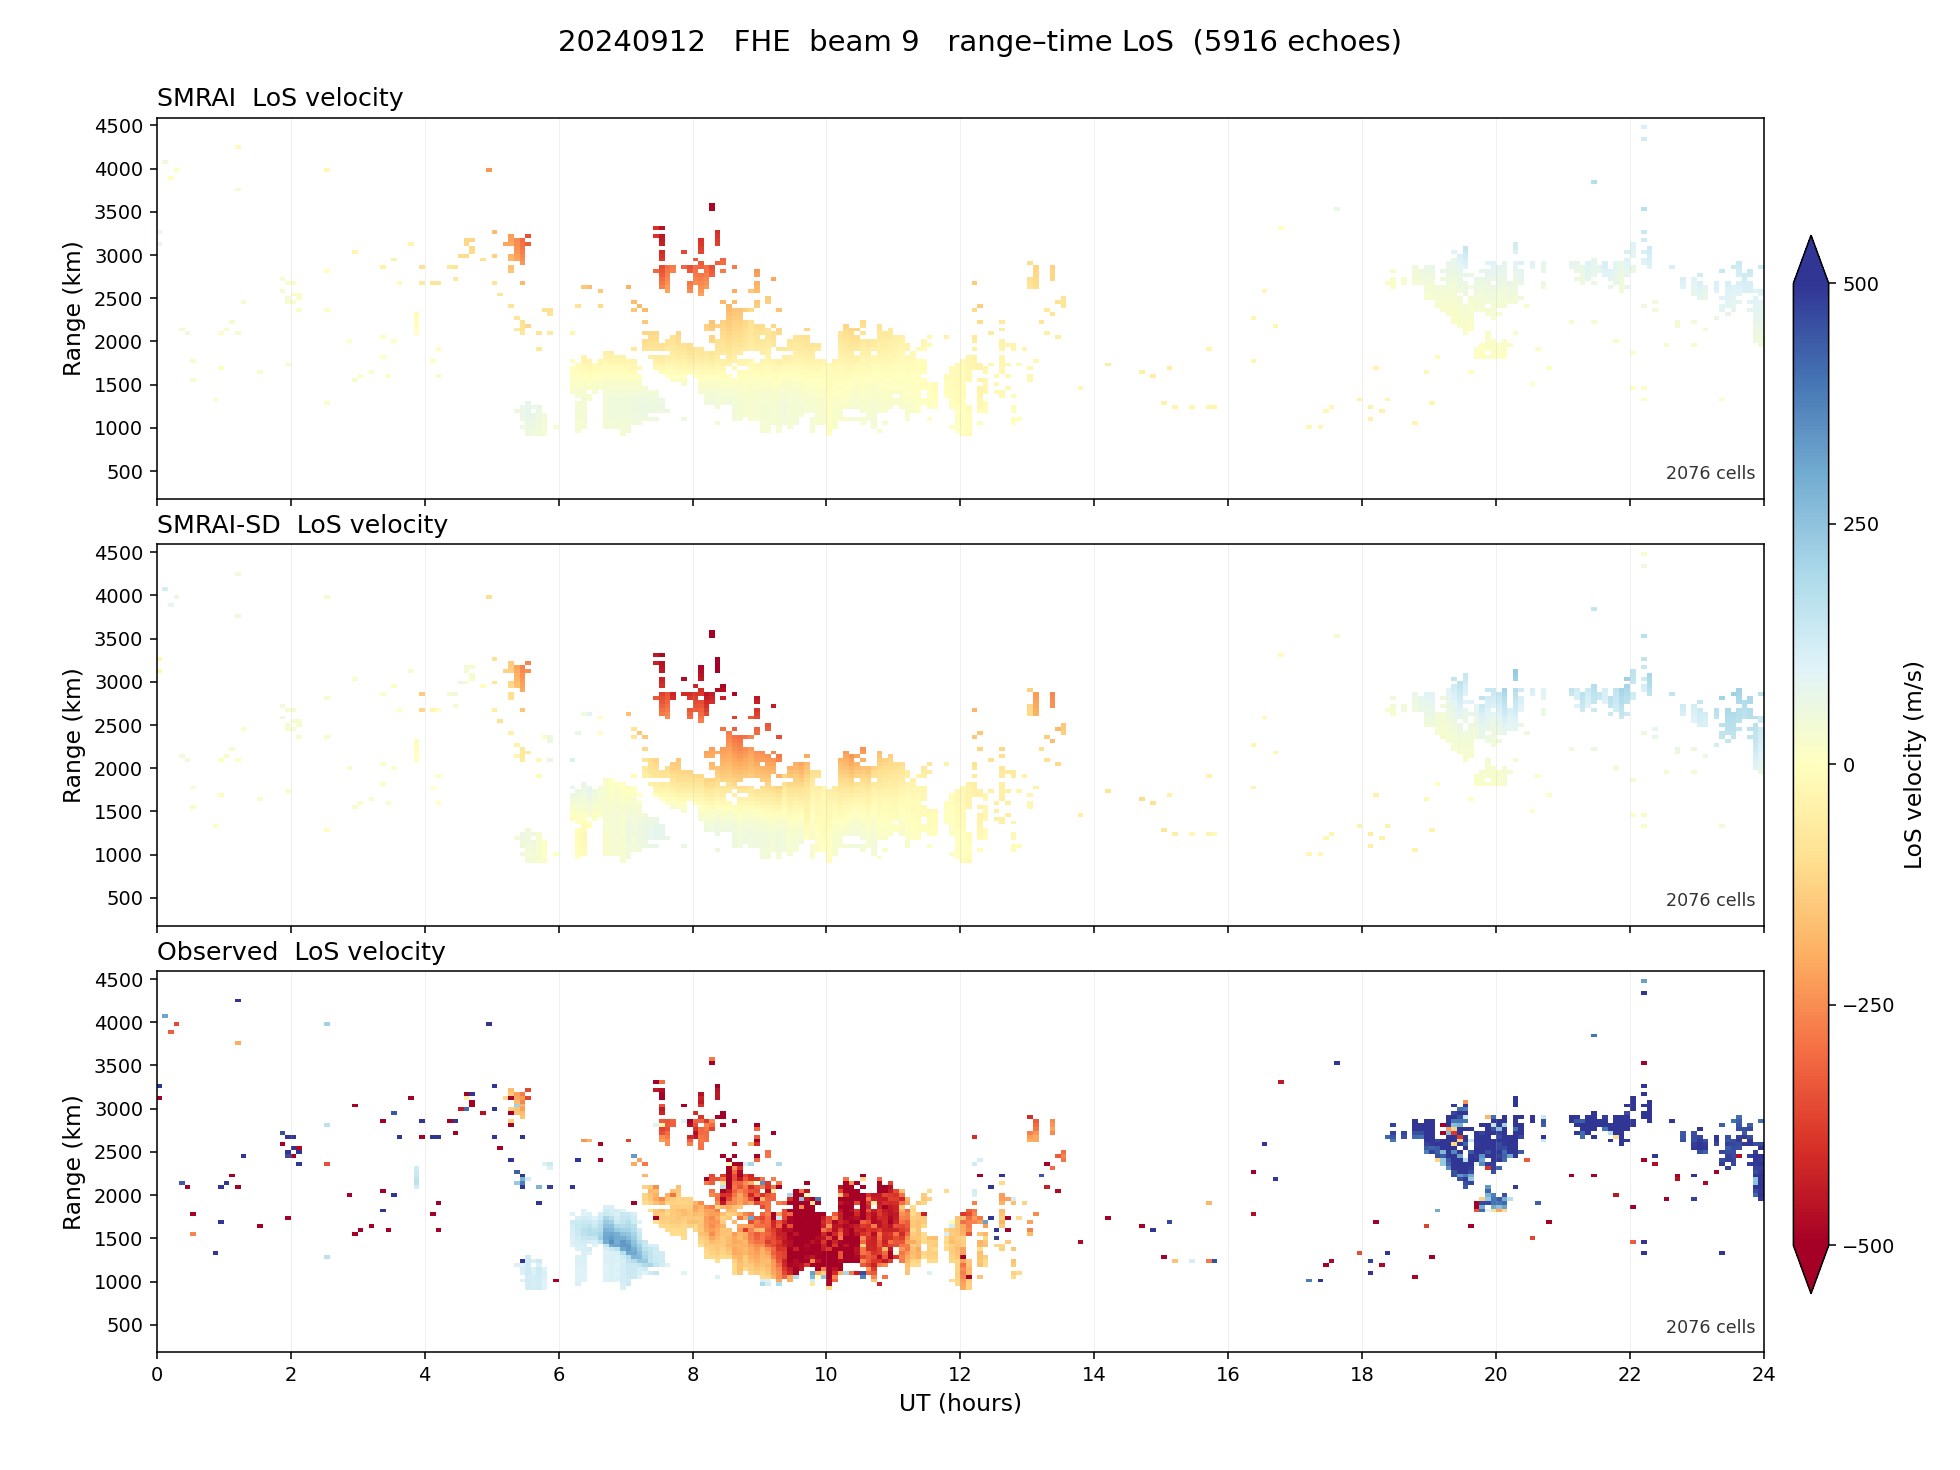 20240912   FHE  beam 9   range–time LoS  (5916 echoes)
SMRAI  LoS velocity
4500
4000
3500
3000
2500
2000
1500
1000
500
Range (km)
2076 cells
SMRAI-SD  LoS velocity
4500
4000
3500
3000
2500
2000
1500
1000
500
Range (km)
2076 cells
Observed  LoS velocity
4500
4000
3500
3000
2500
2000
1500
1000
500
Range (km)
2076 cells
0 2 4 6 8 10 12 14 16 18 20 22 24
UT (hours)
500
250
0
−250
−500
LoS velocity (m/s)